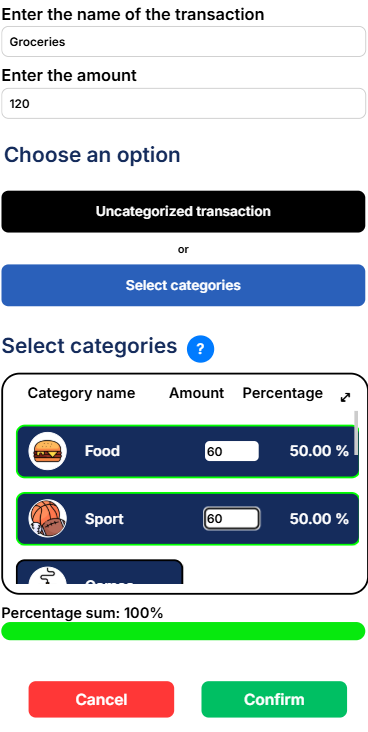 Enter the name of the transaction
Groceries
Enter the amount
120
Choose an option
Uncategorized transaction
or
Select categories
Select categories ?
Category name Amount Percentage
Food 60 50.00 %
Sport 60 50.00 %
Games
Percentage sum: 100%
Cancel Confirm